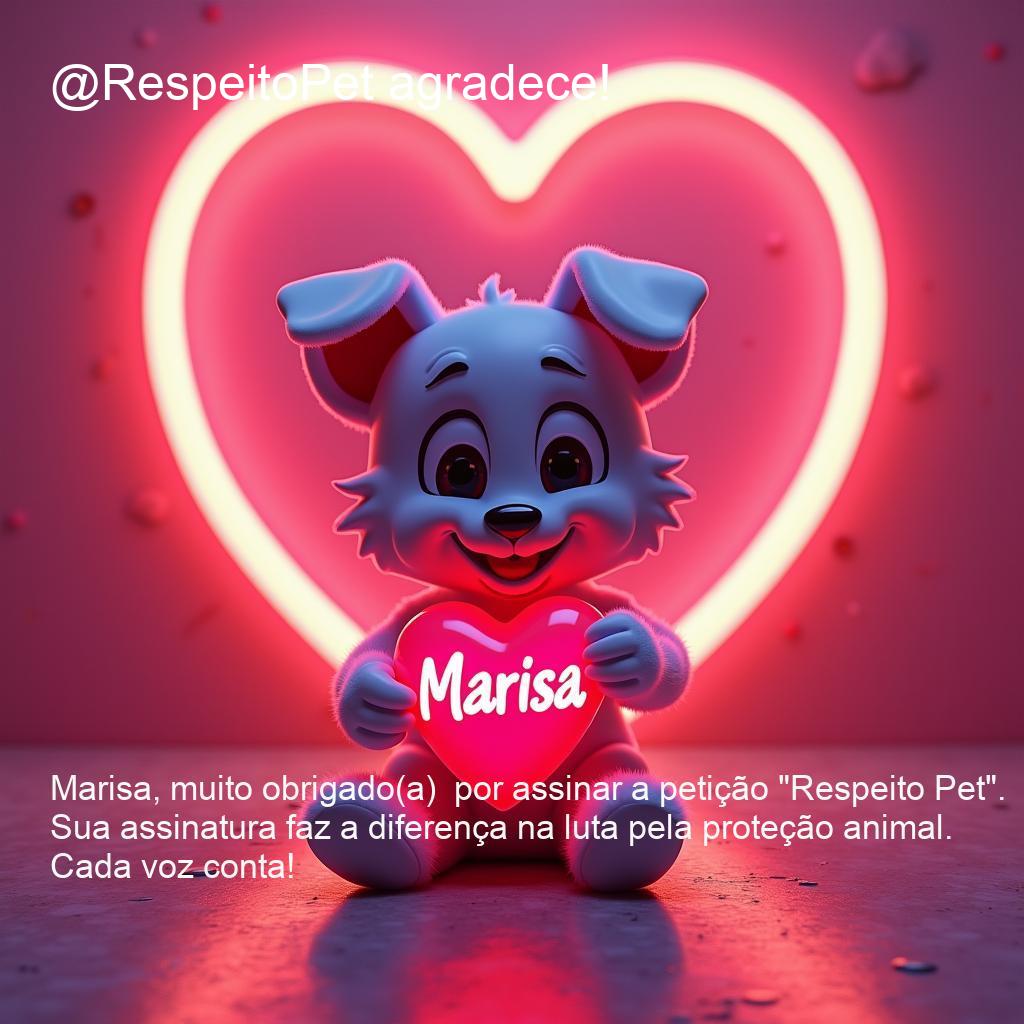 @RespeitoPet agradece!
Marisa
Marisa, muito obrigado(a)  por assinar a petição "Respeito Pet".
Sua assinatura faz a diferença na luta pela proteção animal.
Cada voz conta!